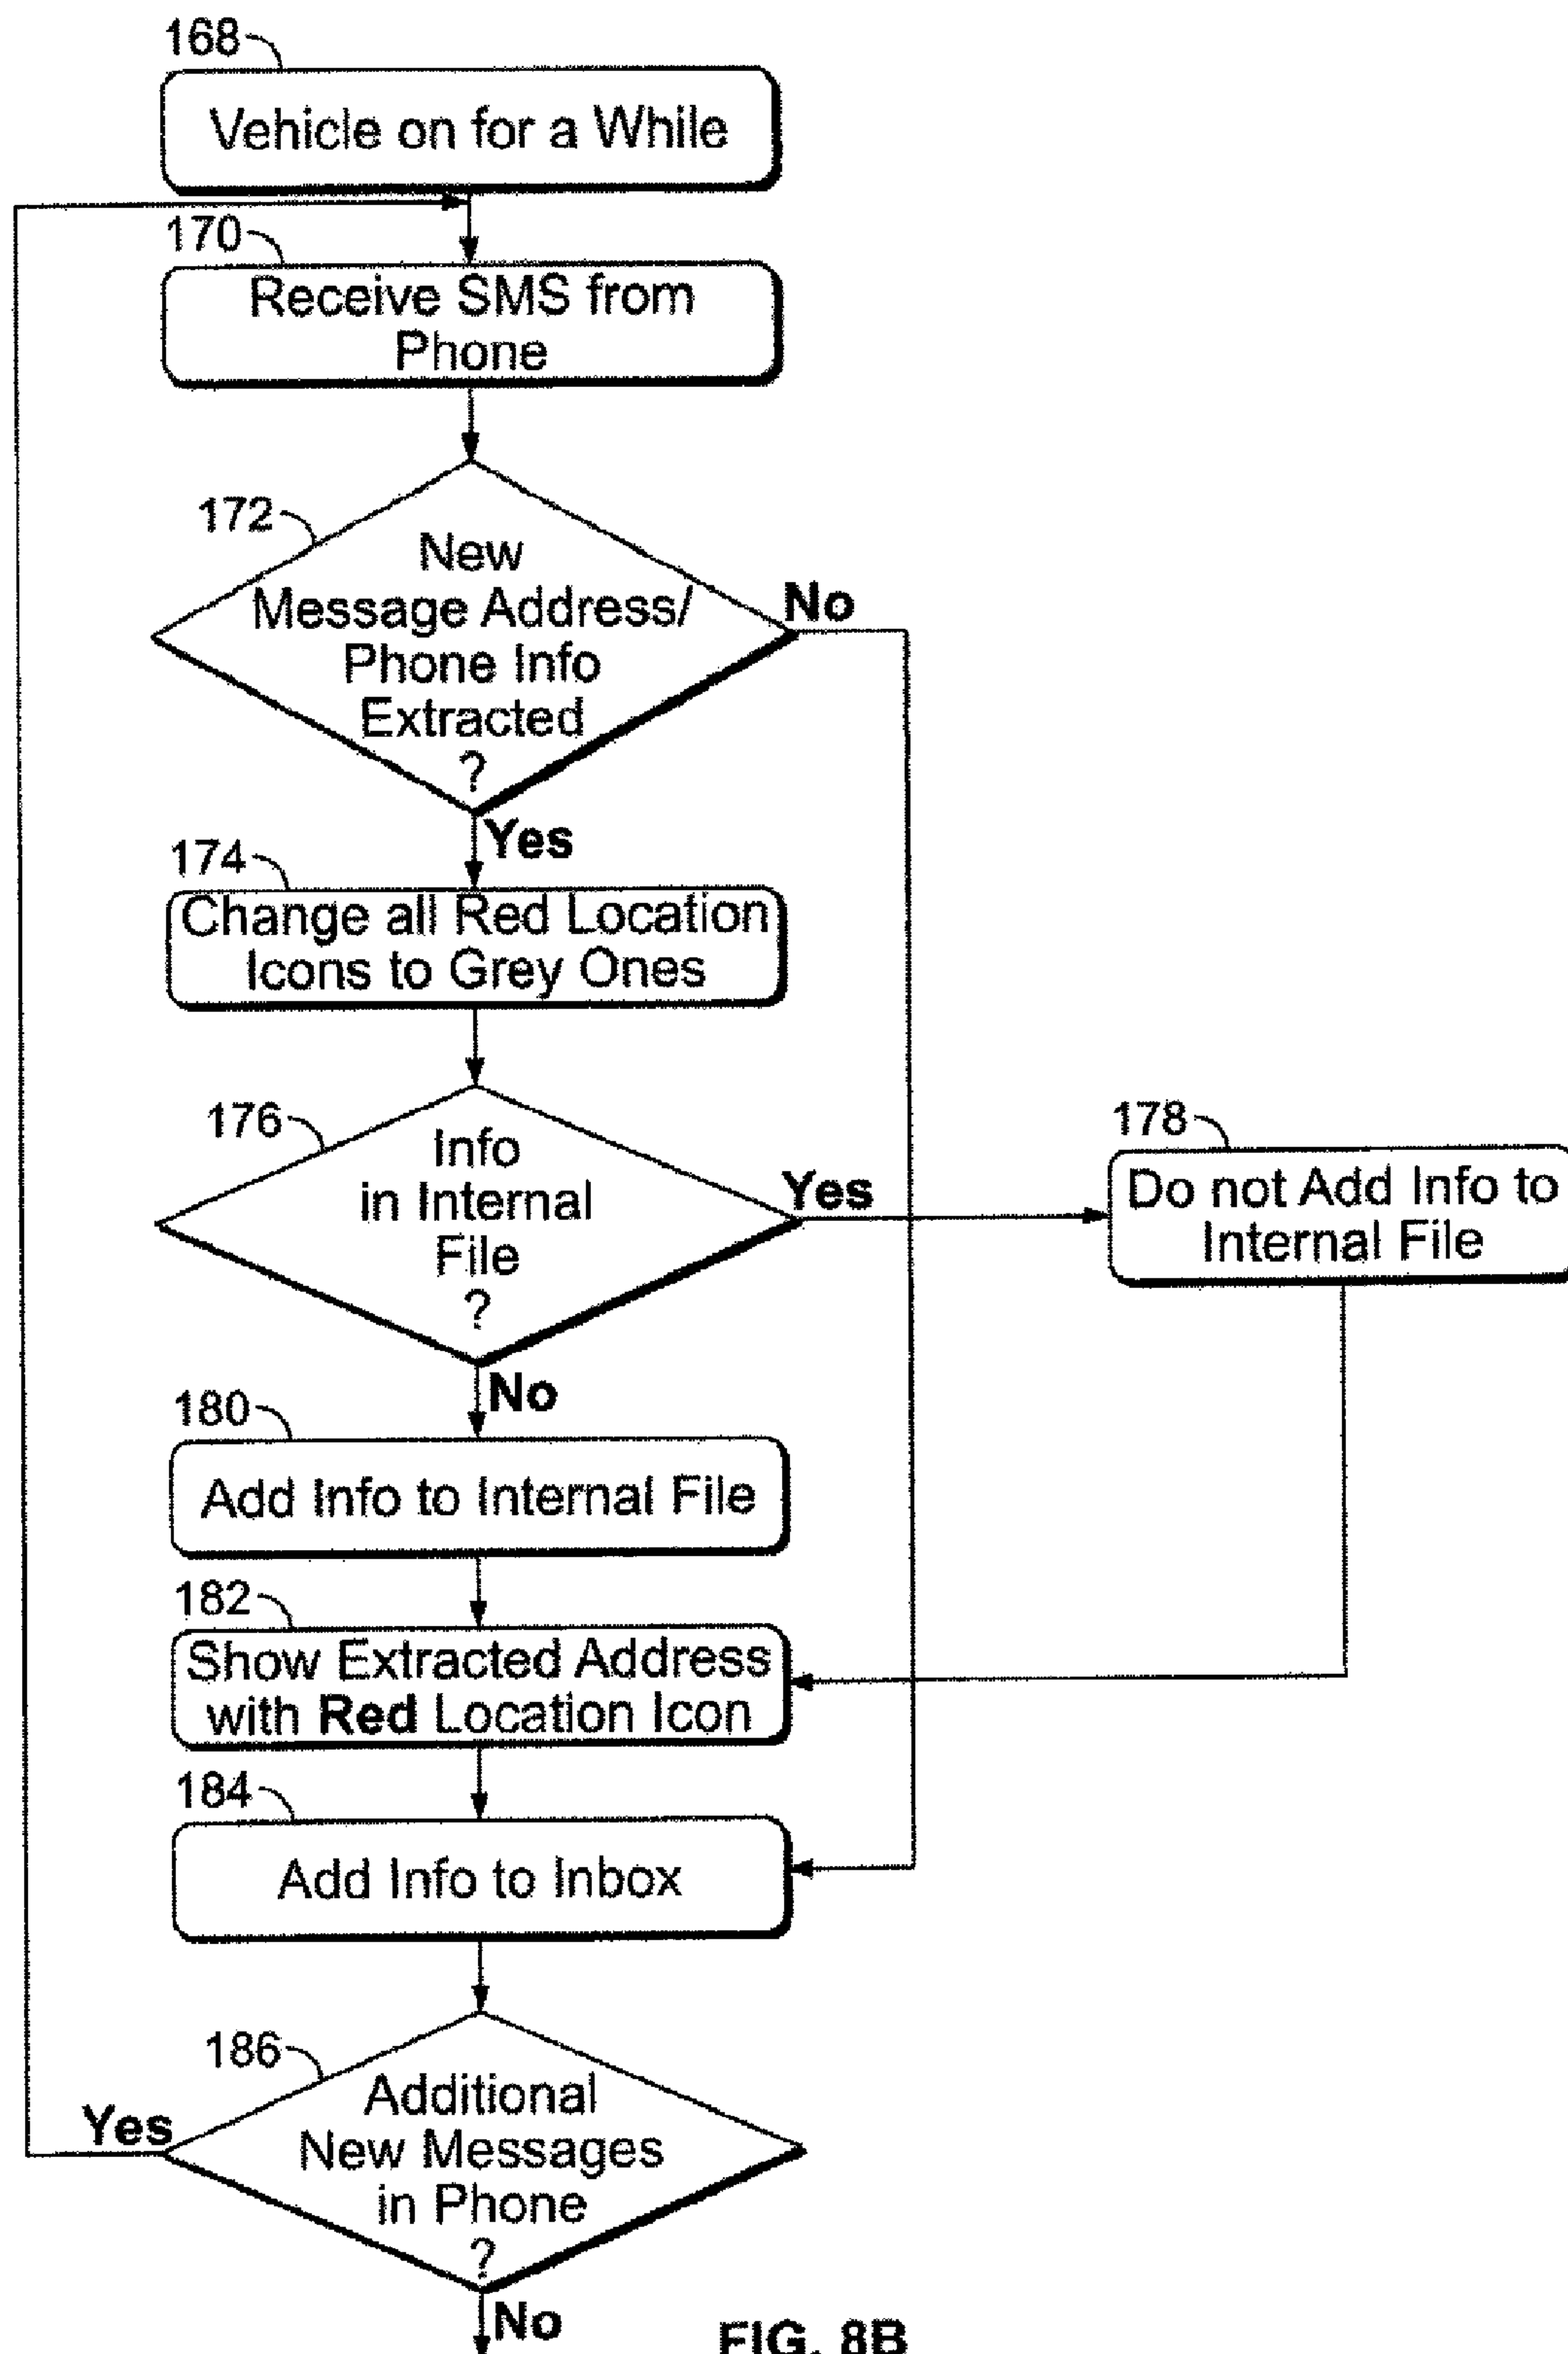 168
Vehicle on for a While
170
Receive SMS from
Phone
172
New
Message Address/
Phone Info
Extracted
?
No
Yes
174
Change all Red Location
Icons to Grey Ones
176
Info
in Internal
File
?
Yes
178
Do not Add Info to
Internal File
No
180
Add Info to Internal File
182
Show Extracted Address
with Red Location Icon
184
Add Info to Inbox
186
Additional
New Messages
in Phone
?
Yes
No
FIG. 8B